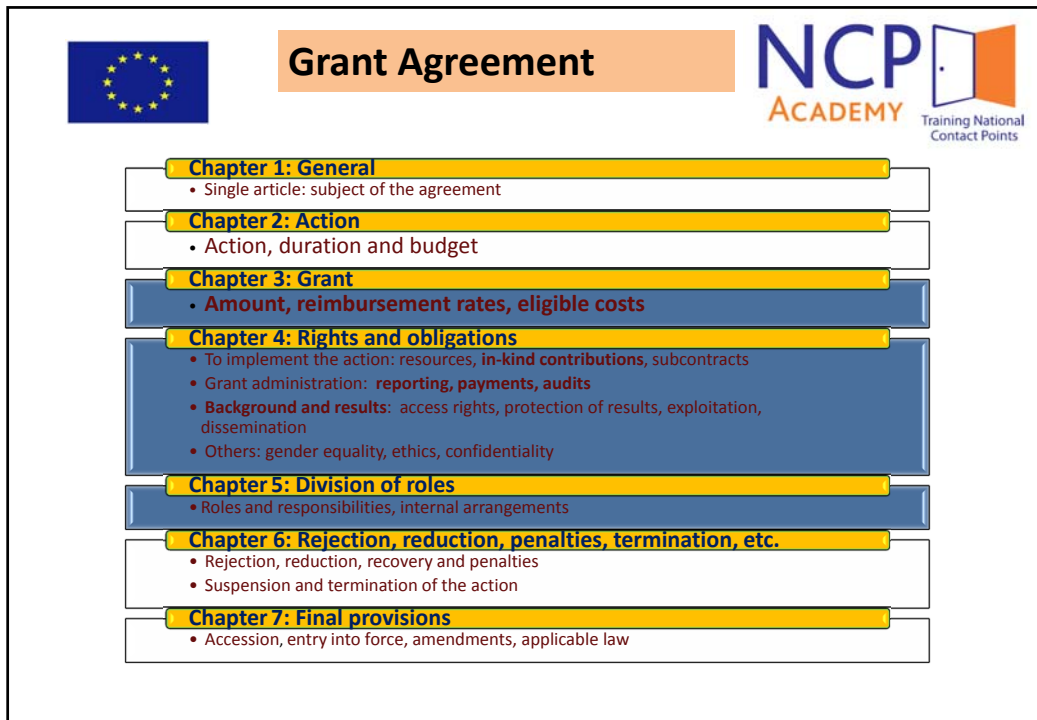 Grant Agreement
NCP
ACADEMY
Training National
Contact Points
Chapter 1: General
• Single article: subject of the agreement
Chapter 2: Action
• Action, duration and budget
Chapter 3: Grant
• Amount, reimbursement rates, eligible costs
Chapter 4: Rights and obligations
• To implement the action: resources, in-kind contributions, subcontracts
• Grant administration: reporting, payments, audits
• Background and results: access rights, protection of results, exploitation,
dissemination
• Others: gender equality, ethics, confidentiality
Chapter 5: Division of roles
• Roles and responsibilities, internal arrangements
Chapter 6: Rejection, reduction, penalties, termination, etc.
• Rejection, reduction, recovery and penalties
• Suspension and termination of the action
Chapter 7: Final provisions
• Accession, entry into force, amendments, applicable law